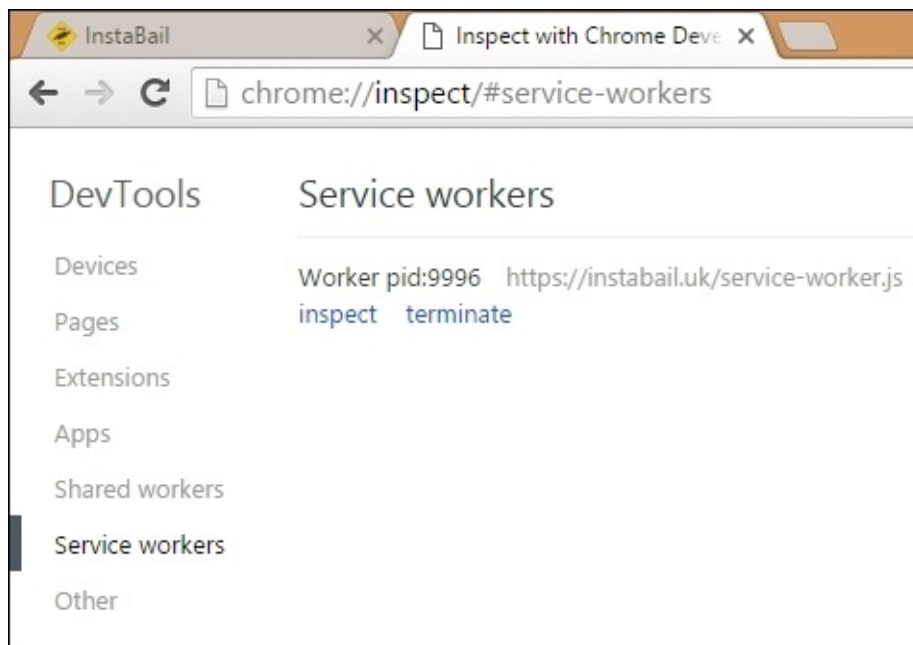 InstaBail
Inspect with Chrome Deve
chrome://inspect/#service-workers
DevTools
Devices
Pages
Extensions
Apps
Shared workers
Service workers
Other
Service workers
Worker pid:9996 https://instabail.uk/service-worker.js
inspect terminate